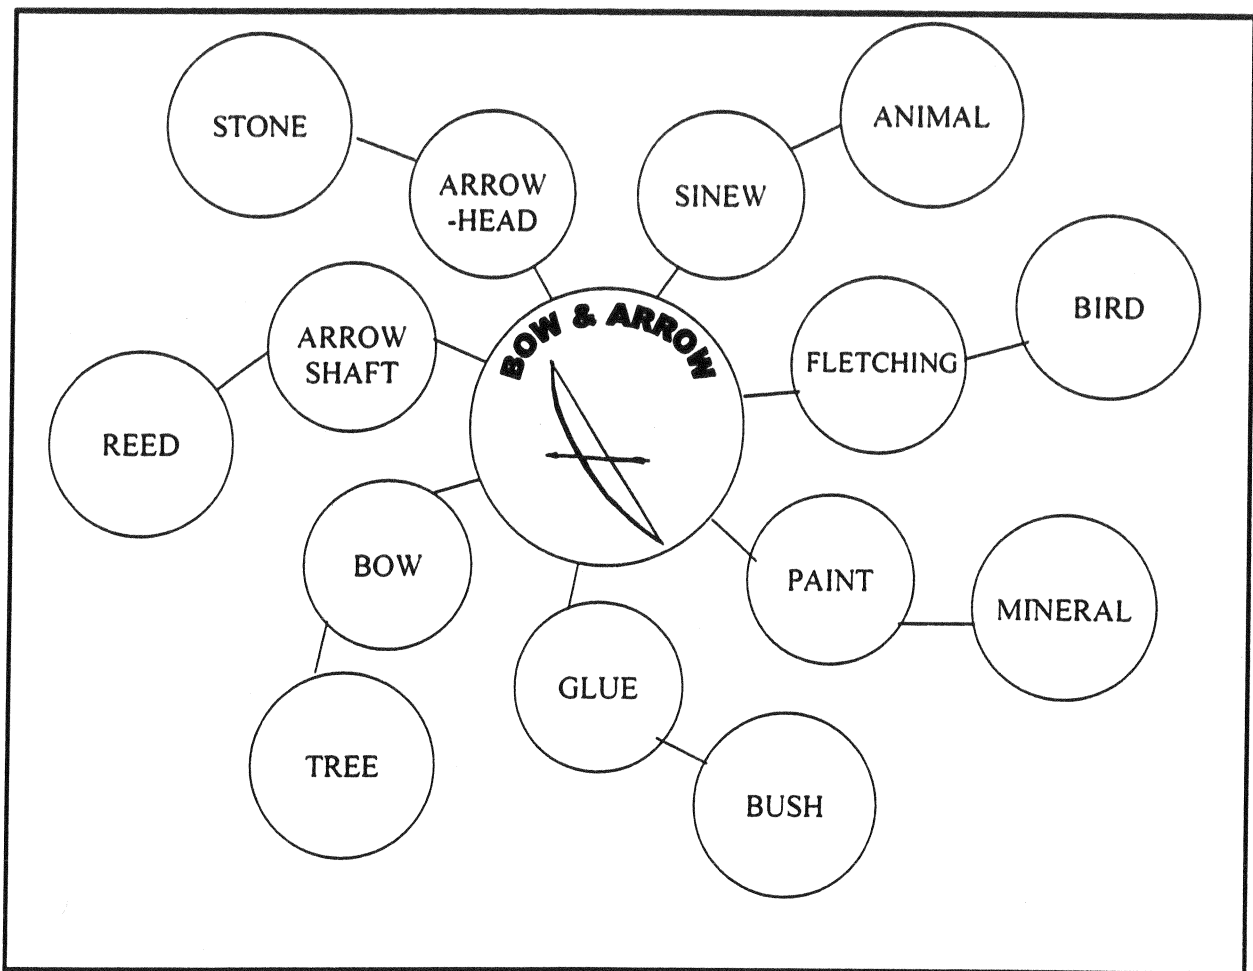 STONE
ANIMAL
ARROW
-HEAD
SINEW
BIRD
BOW & ARROW
ARROW
SHAFT
FLETCHING
REED
BOW
PAINT
MINERAL
GLUE
TREE
BUSH